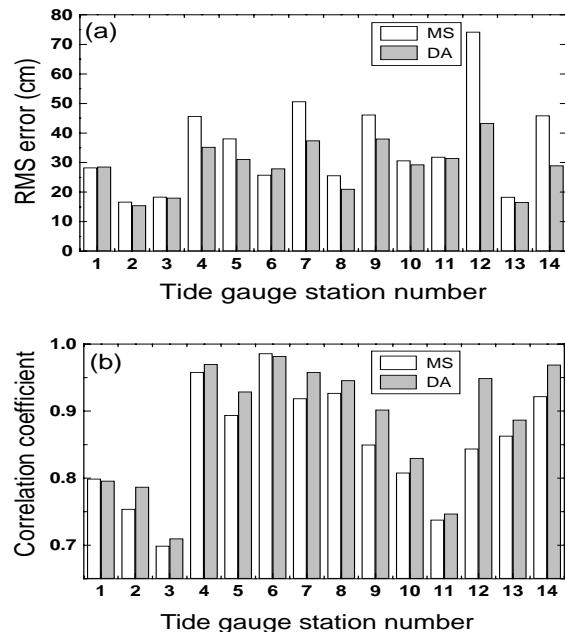 (a)
MS
DA
RMS error (cm)
80
70
60
50
40
30
20
10
0
1 2 3 4 5 6 7 8 9 10 11 12 13 14
Tide gauge station number
(b)
MS
DA
Correlation coefficient
1.0
0.9
0.8
0.7
1 2 3 4 5 6 7 8 9 10 11 12 13 14
Tide gauge station number